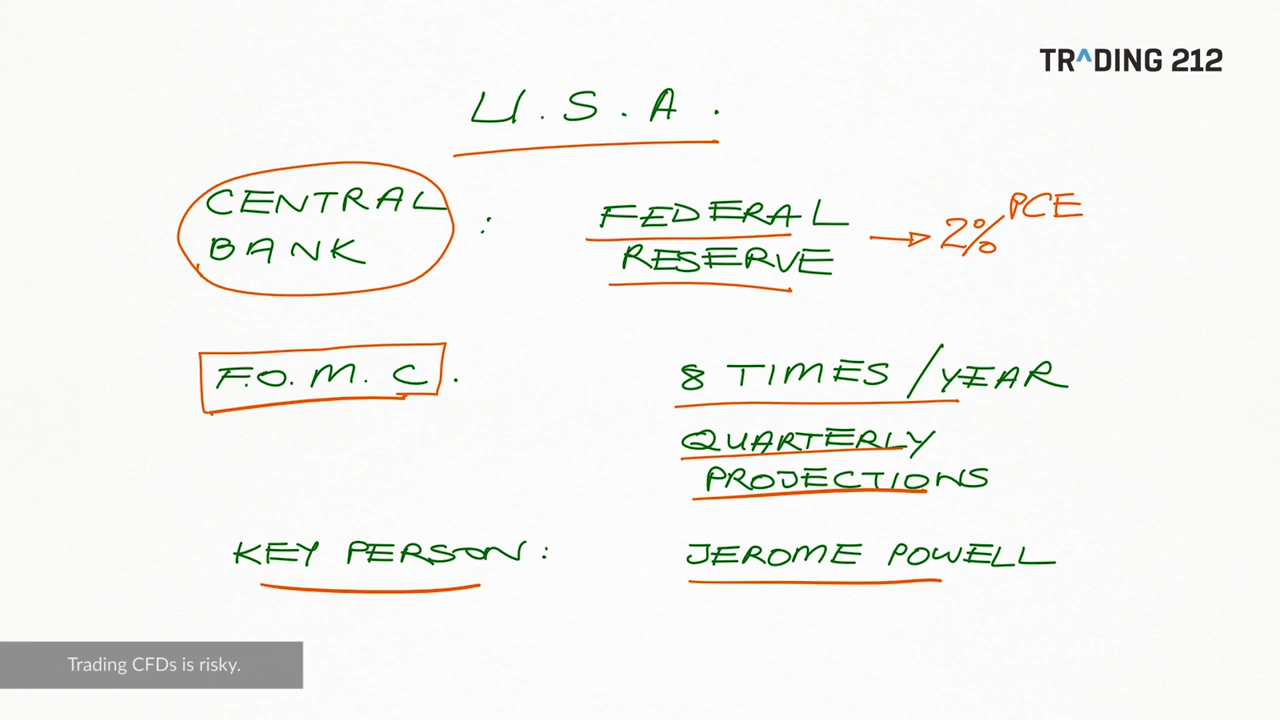 TRADING 212
U.S.A.
CENTRAL BANK : FEDERAL RESERVE → 2% PCE
F.O.M.C. 8 TIMES/YEAR
QUARTERLY
PROJECTIONS
KEY PERSON: JEROME POWELL
Trading CFDs is risky.